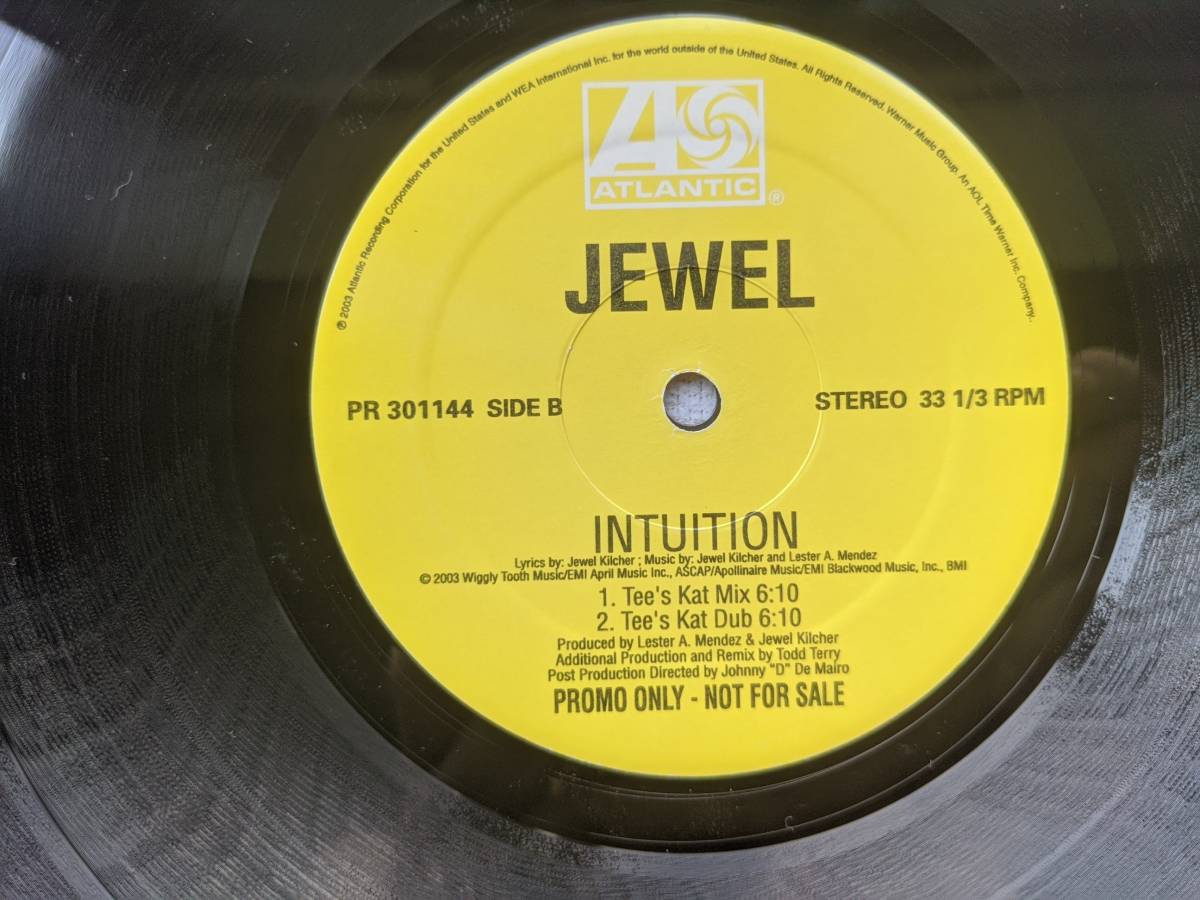 ℗ 2003 Atlantic Recording Corporation for the United States and WEA International Inc. for the world outside of the United States. All Rights Reserved. Warner Music Group. An AOL Time Warner Inc. Company..
ATLANTIC®
JEWEL
PR 301144 SIDE B
STEREO 33 1/3 RPM
INTUITION
Lyrics by: Jewel Kilcher ; Music by: Jewel Kilcher and Lester A. Mendez
© 2003 Wiggly Tooth Music/EMI April Music Inc., ASCAP/Apollinaire Music/EMI Blackwood Music, Inc., BMI
1. Tee's Kat Mix 6:10
2. Tee's Kat Dub 6:10
Produced by Lester A. Mendez & Jewel Kilcher
Additional Production and Remix by Todd Terry
Post Production Directed by Johnny "D" De Mairo
PROMO ONLY - NOT FOR SALE